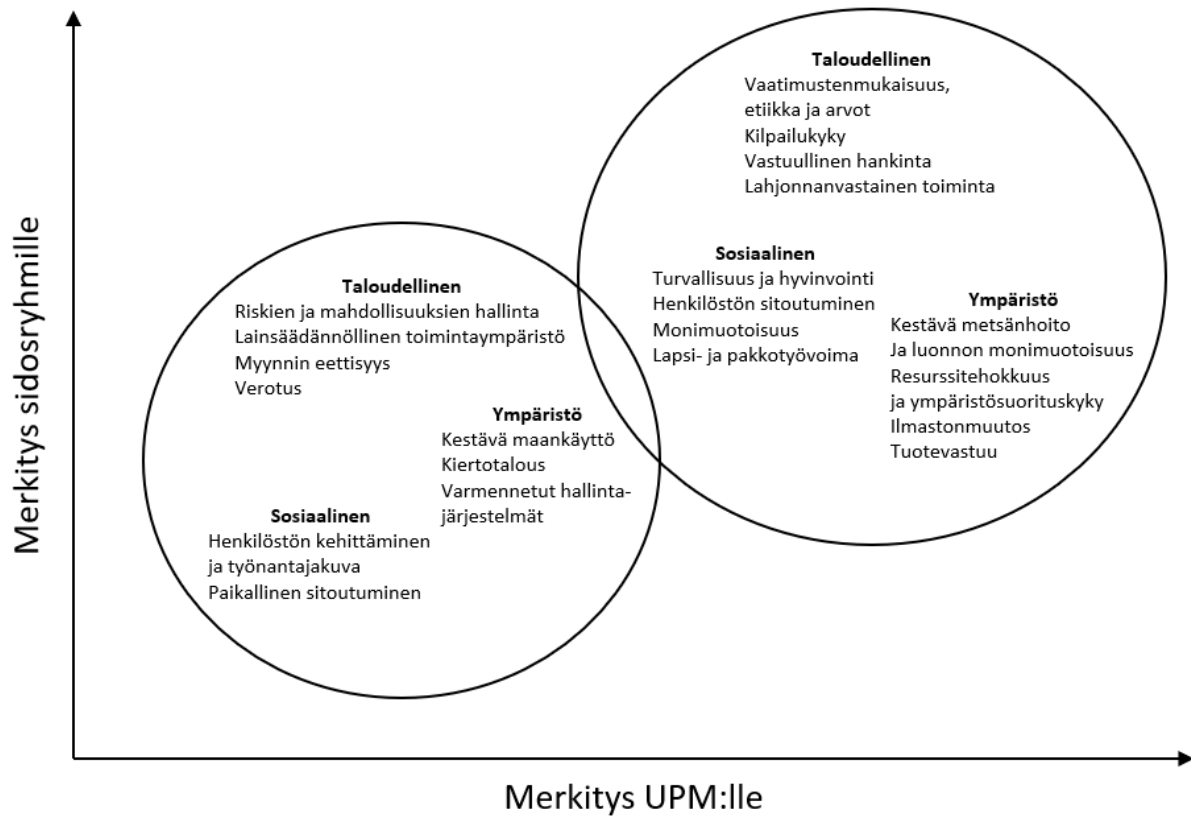 Merkitys sidosryhmille
Taloudellinen
Vaatimustenmukaisuus,
etiikka ja arvot
Kilpailukyky
Vastuullinen hankinta
Lahjonnanvastainen toiminta
Sosiaalinen
Turvallisuus ja hyvinvointi
Henkilöstön sitoutuminen
Monimuotoisuus
Lapsi- ja pakkotyövoima
Ympäristö
Kestävä metsänhoito
Ja luonnon monimuotoisuus
Resurssitehokkuus
ja ympäristösuorituskyky
Ilmastonmuutos
Tuotevastuu
Taloudellinen
Riskien ja mahdollisuuksien hallinta
Lainsäädännöllinen toimintaympäristö
Myynnin eettisyys
Verotus
Ympäristö
Kestävä maankäyttö
Kiertotalous
Varmennetut hallinta-
järjestelmät
Sosiaalinen
Henkilöstön kehittäminen
ja työnantajakuva
Paikallinen sitoutuminen
Merkitys UPM:lle